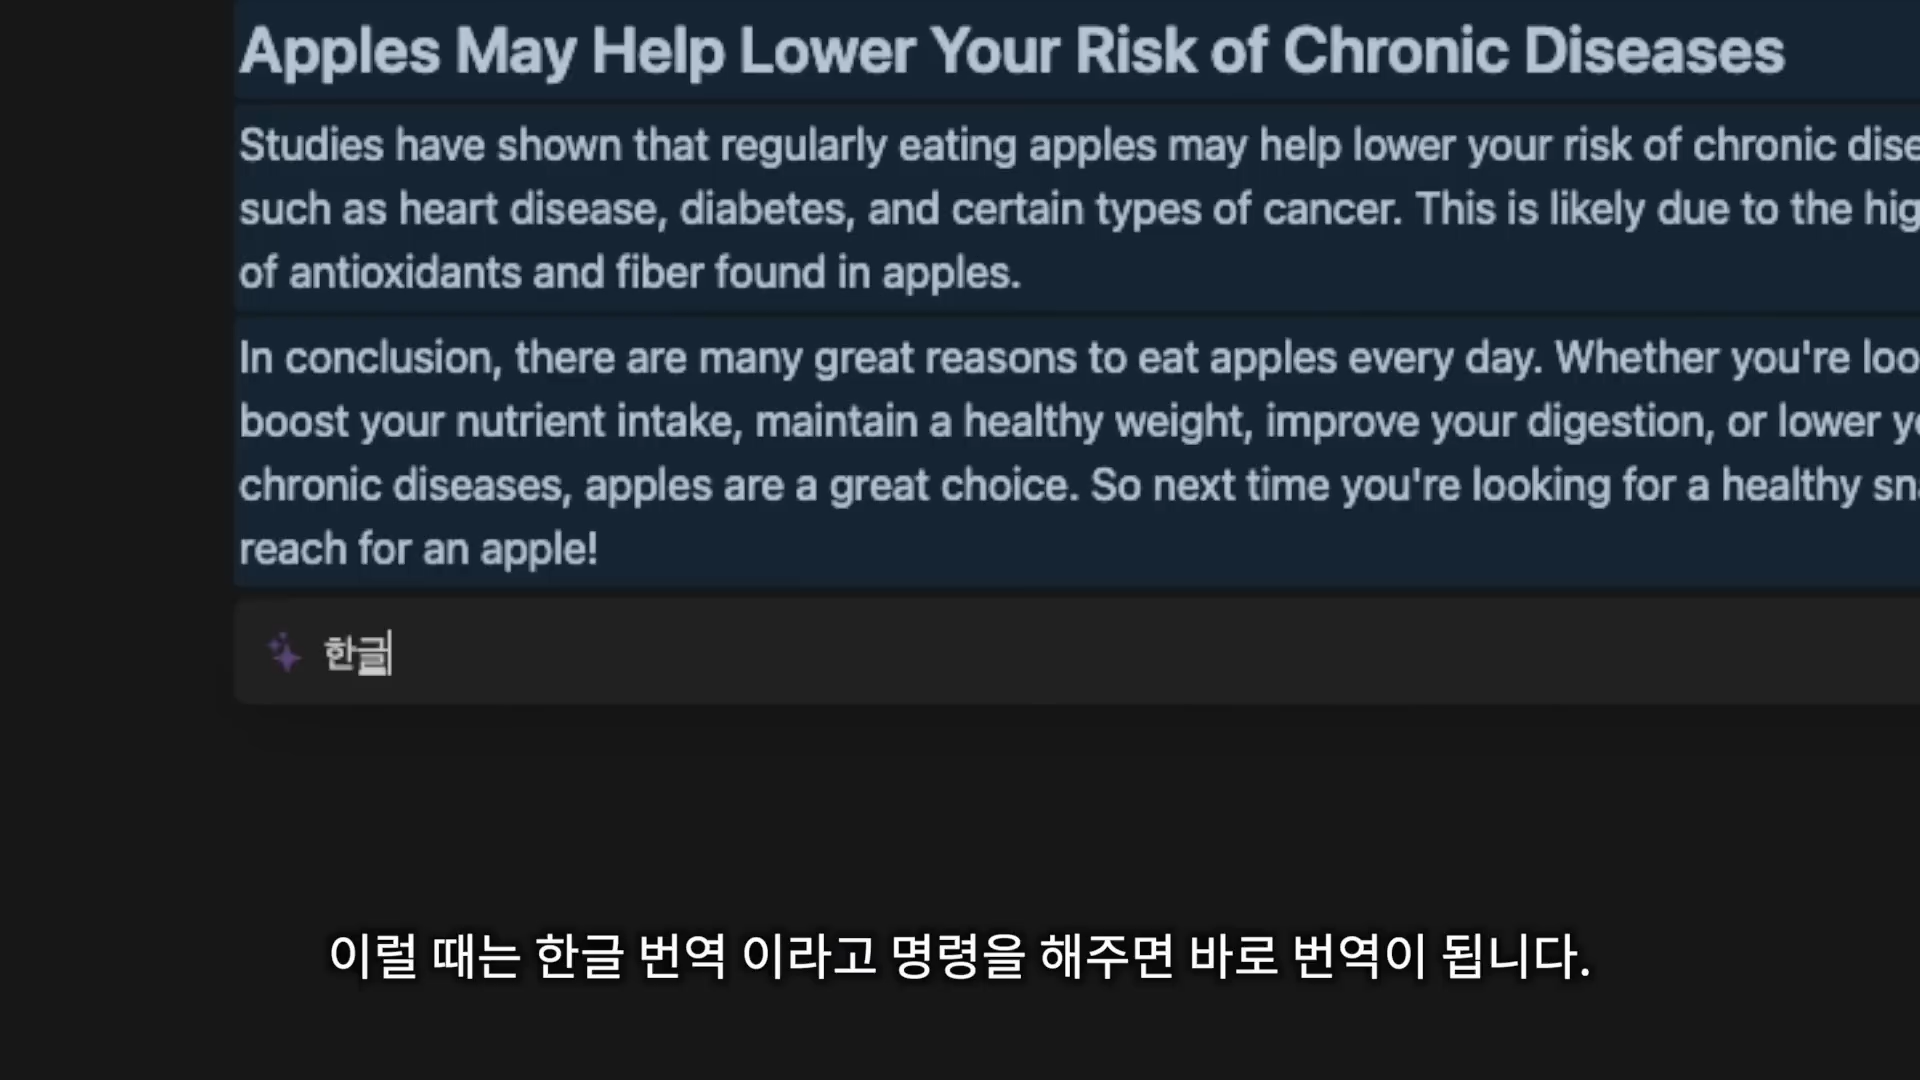 Apples May Help Lower Your Risk of Chronic Diseases
Studies have shown that regularly eating apples may help lower your risk of chronic
such as heart disease, diabetes, and certain types of cancer. This is likely due to the
of antioxidants and fiber found in apples.
In conclusion, there are many great reasons to eat apples every day. Whether you're
boost your nutrient intake, maintain a healthy weight, improve your digestion, or lower
chronic diseases, apples are a great choice. So next time you're looking for a healthy
reach for an apple!
한글
이럴 때는 한글 번역 이라고 명령을 해주면 바로 번역이 됩니다.